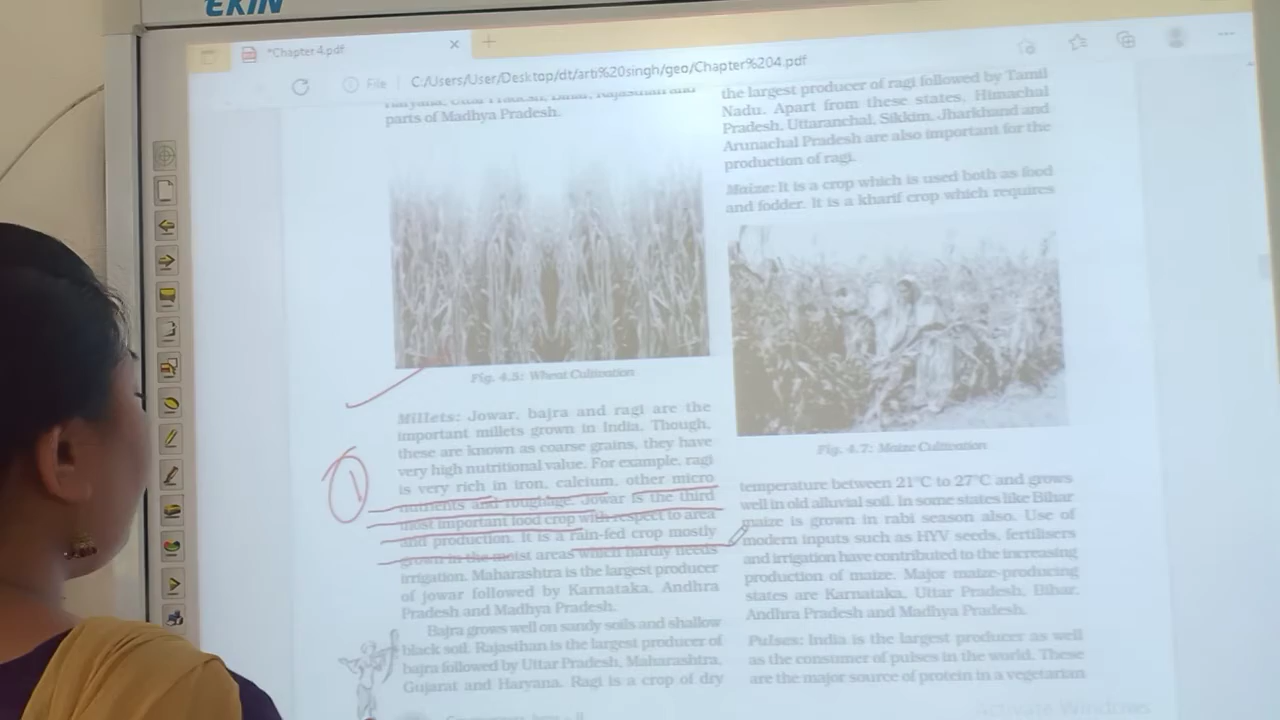 EKIN
*Chapter 4.pdf
File
C:/Users/User/Desktop/dt/arti%20singh/geo/Chapter%204.pdf
Haryana, Uttar Pradesh, Bihar, Rajasthan and
parts of Madhya Pradesh.
Fig. 4.5: Wheat Cultivation
Millets: Jowar, bajra and ragi are the
important millets grown in India. Though,
these are known as coarse grains, they have
very high nutritional value. For example, ragi
is very rich in iron, calcium, other micro
nutrients and roughage. Jowar is the third
most important food crop with respect to area
and production. It is a rain-fed crop mostly
grown in the moist areas which hardly needs
irrigation. Maharashtra is the largest producer
of jowar followed by Karnataka, Andhra
Pradesh and Madhya Pradesh.
Bajra grows well on sandy soils and shallow
black soil. Rajasthan is the largest producer of
bajra followed by Uttar Pradesh, Maharashtra,
Gujarat and Haryana. Ragi is a crop of dry
1
the largest producer of ragi followed by Tamil
Nadu. Apart from these states, Himachal
Pradesh, Uttaranchal, Sikkim, Jharkhand and
Arunachal Pradesh are also important for the
production of ragi.
Maize: It is a crop which is used both as food
and fodder. It is a kharif crop which requires
Fig. 4.7: Maize Cultivation
temperature between 21°C to 27°C and grows
well in old alluvial soil. In some states like Bihar
maize is grown in rabi season also. Use of
modern inputs such as HYV seeds, fertilisers
and irrigation have contributed to the increasing
production of maize. Major maize-producing
states are Karnataka, Uttar Pradesh, Bihar,
Andhra Pradesh and Madhya Pradesh.
Pulses: India is the largest producer as well
as the consumer of pulses in the world. These
are the major source of protein in a vegetarian
Activate Windows